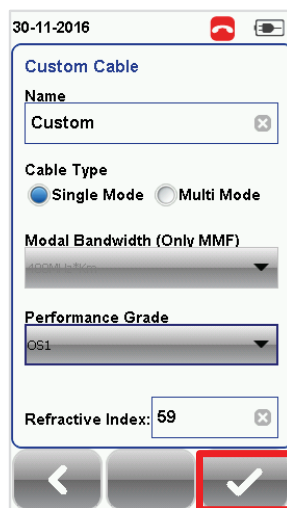 30-11-2016
Custom Cable
Name
Custom
Cable Type
Single Mode Multi Mode
Modal Bandwidth (Only MMF)
Performance Grade
OS1
Refractive Index: 59